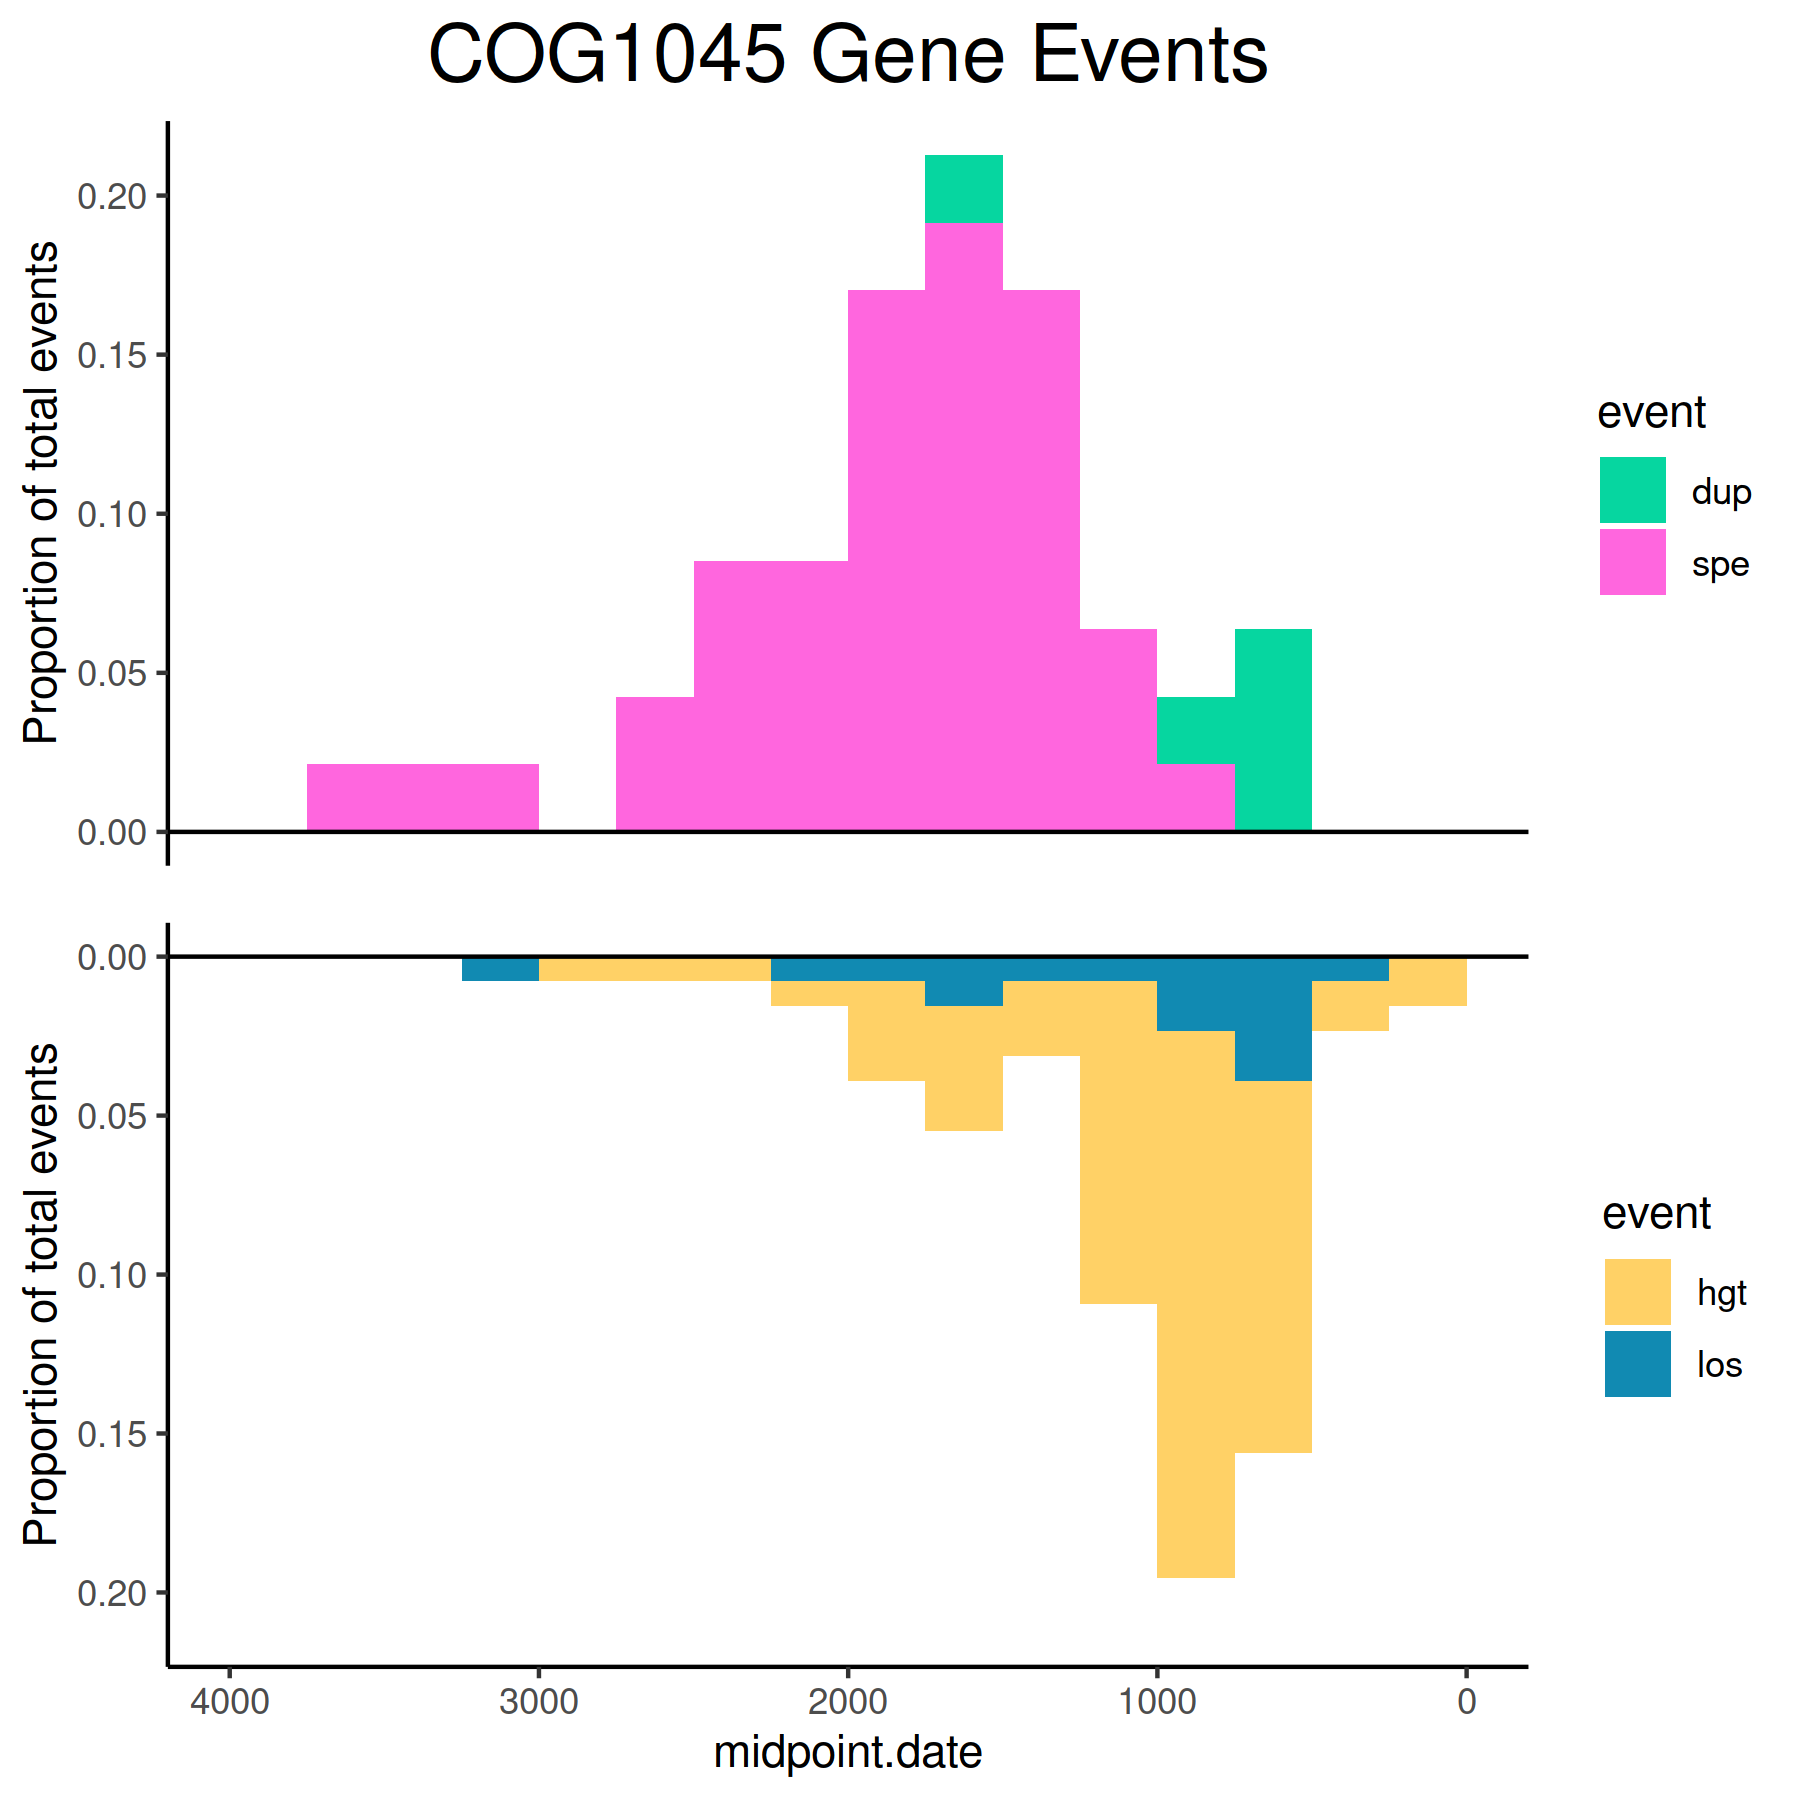 COG1045 Gene Events
Proportion of total events
0.20
0.15
0.10
0.05
0.00
event
dup
spe
Proportion of total events
0.00
0.05
0.10
0.15
0.20
event
hgt
los
4000 3000 2000 1000 0
midpoint.date